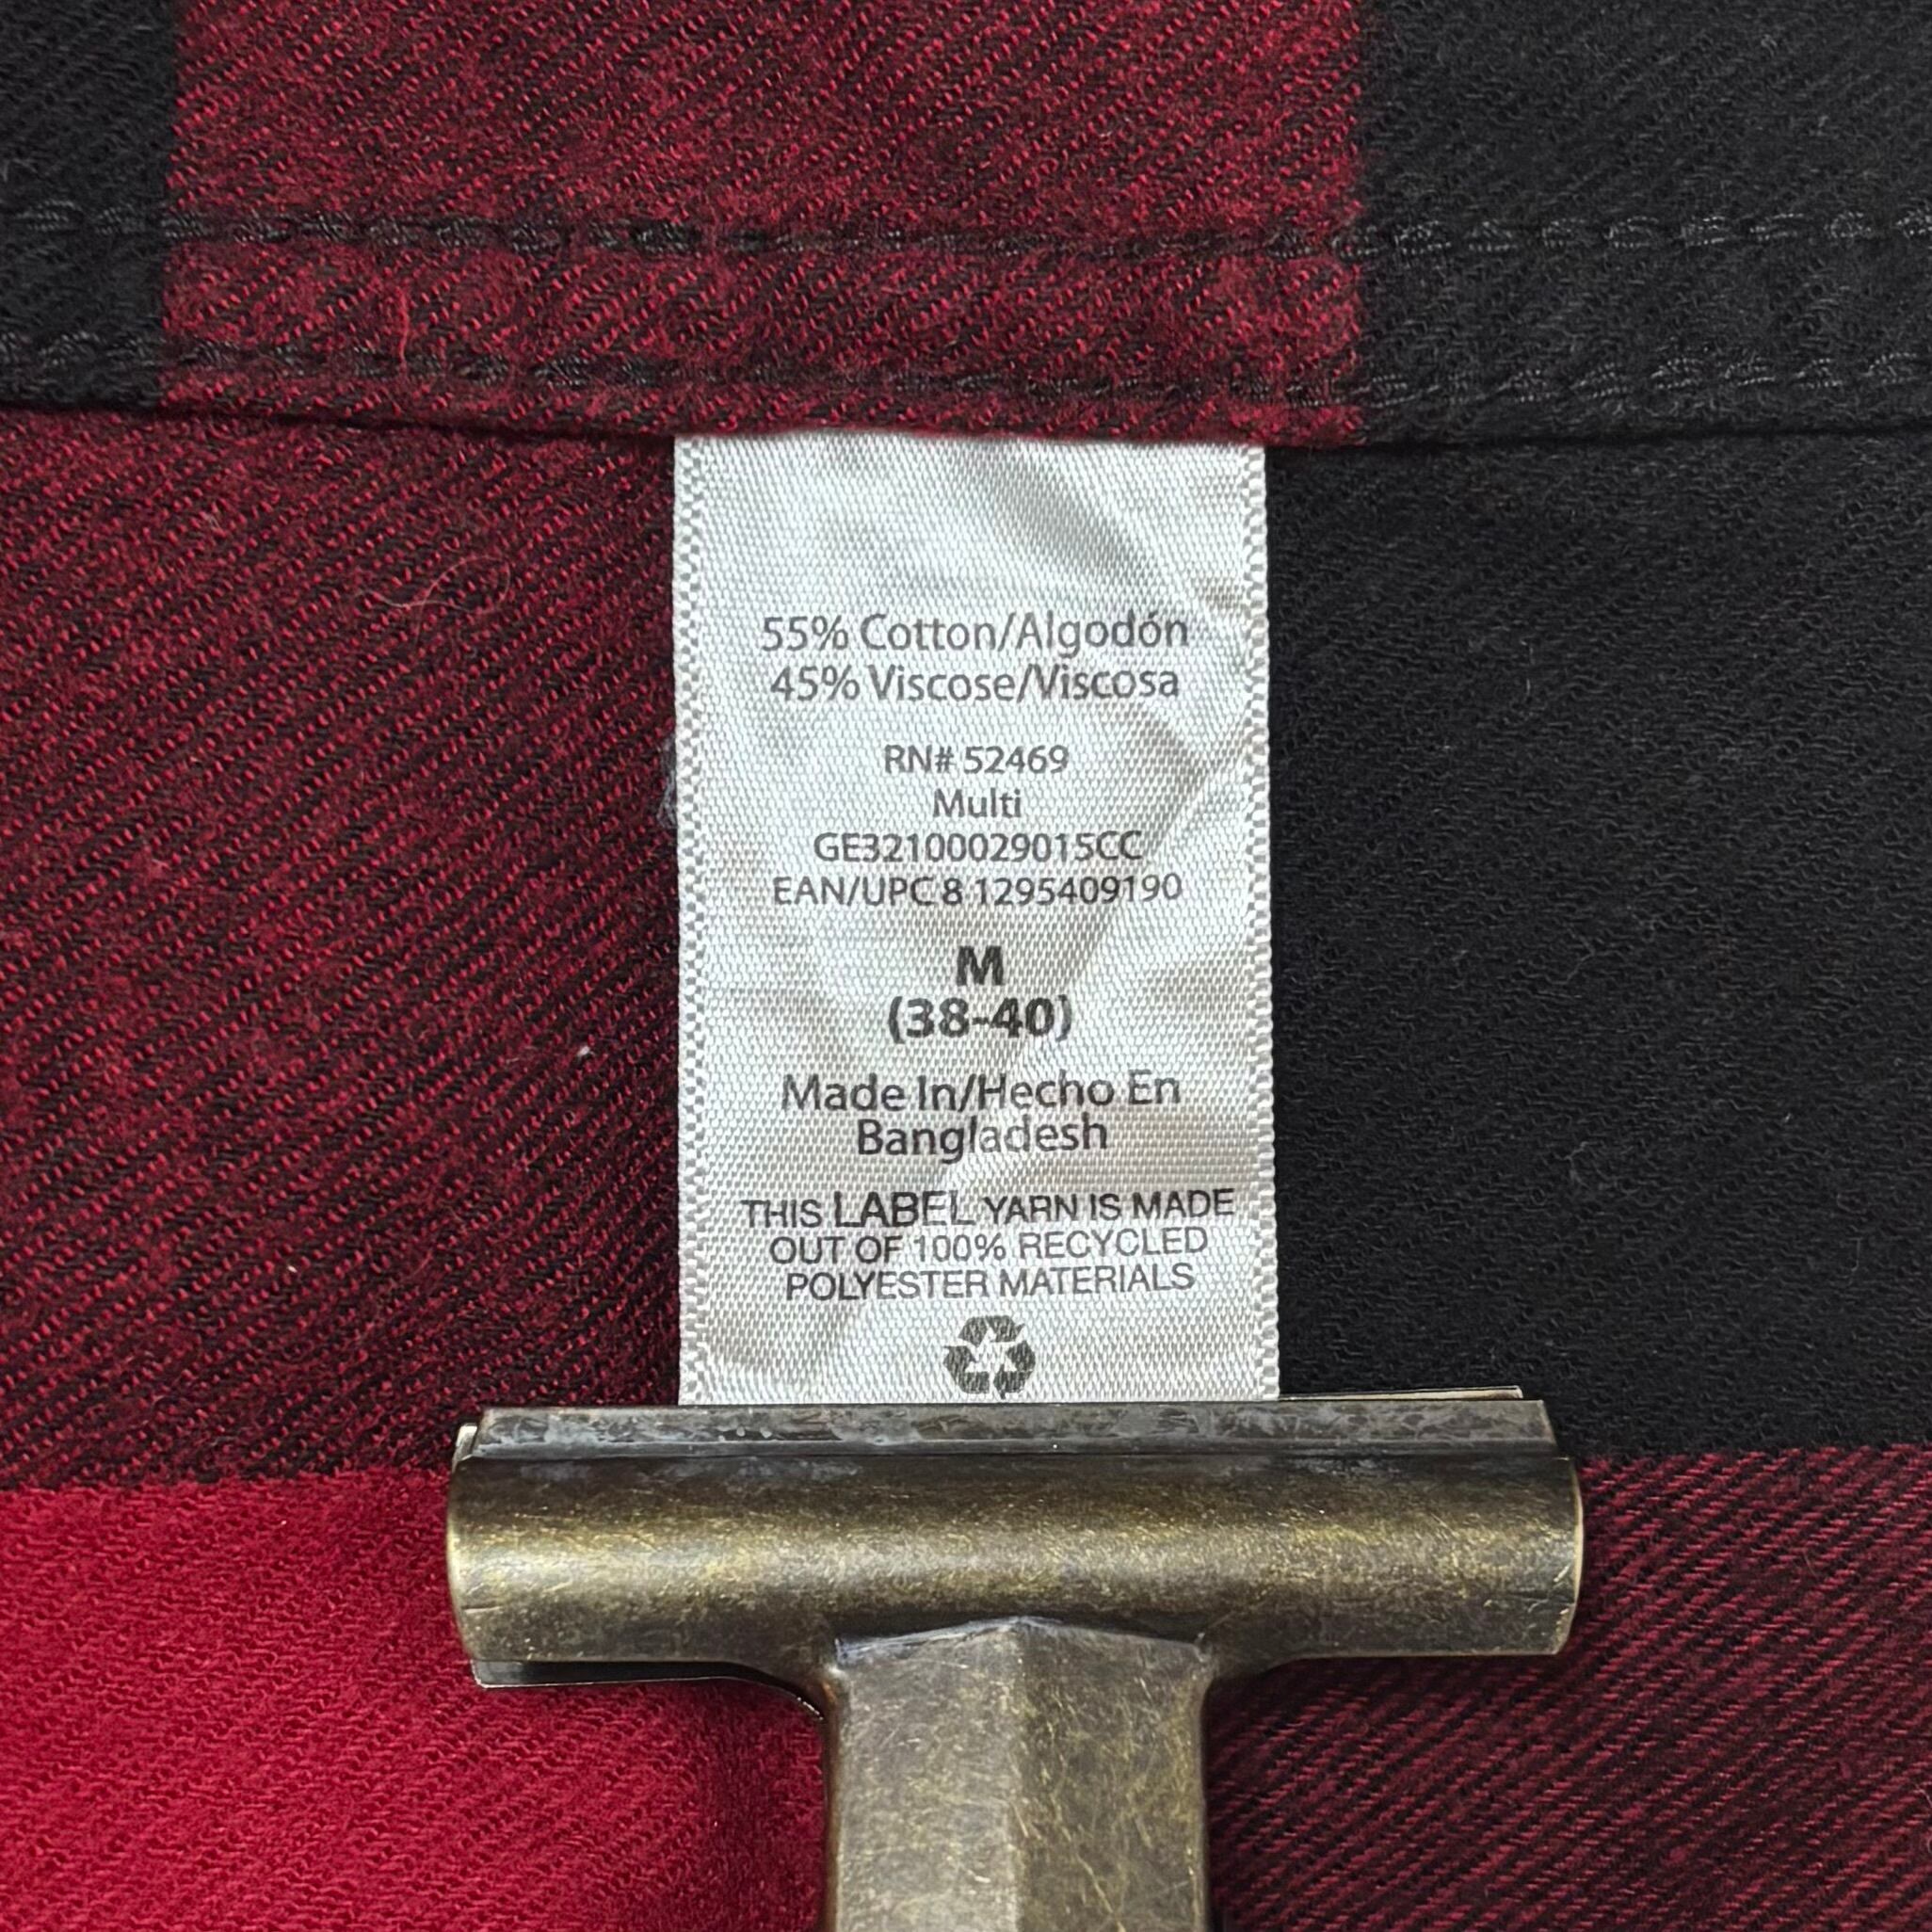 55% Cotton/Algodón
45% Viscose/Viscosa
RN# 52469
Multi
GE32100029015CC
EAN/UPC 8 1295409190
M
(38-40)
Made In/Hecho En
Bangladesh
THIS LABEL YARN IS MADE
OUT OF 100% RECYCLED
POLYESTER MATERIALS